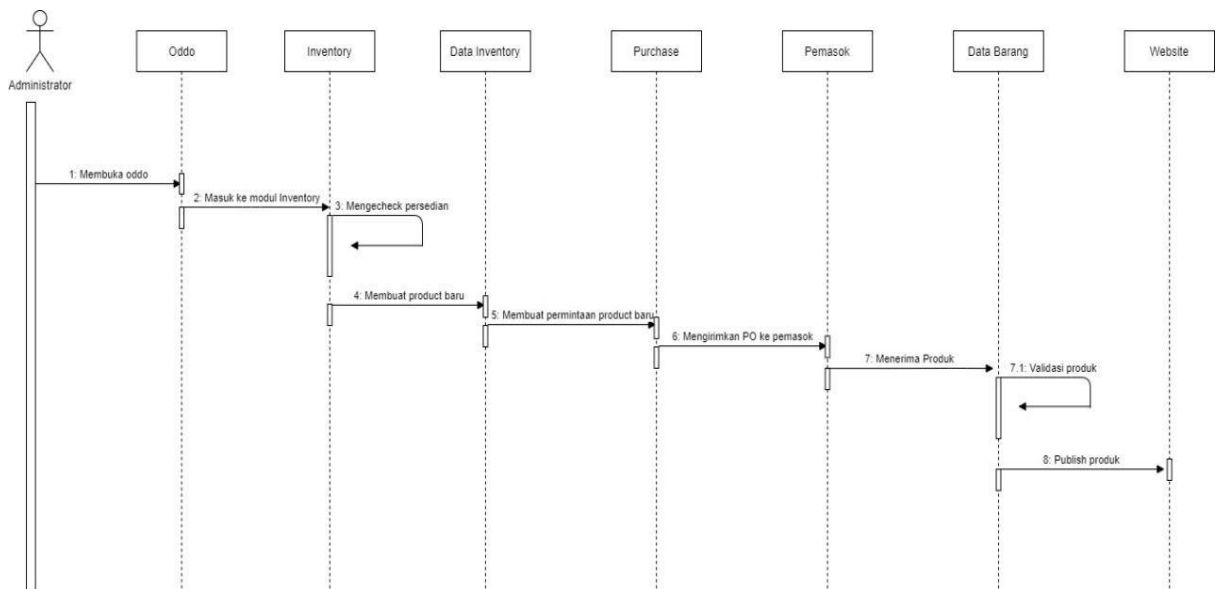 Oddo
Inventory
Data Inventory
Purchase
Pemasok
Data Barang
Website
Administrator
1: Membuka oddo
2: Masuk ke modul Inventory
3: Mengecheck persedian
4: Membuat product baru
5: Membuat permintaan product baru
6: Mengirimkan PO ke pemasok
7: Menerima Produk
7.1: Validasi produk
8: Publish produk